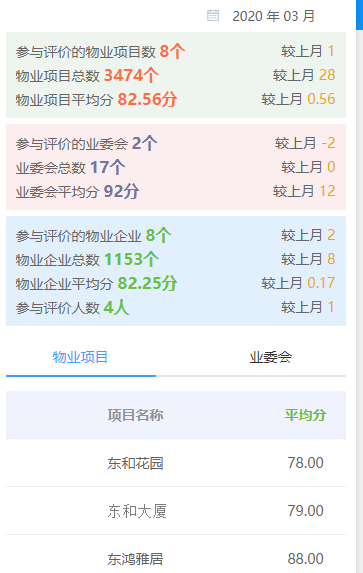 2020 年 03 月
参与评价的物业项目数 8个 较上月 1
物业项目总数 3474个 较上月 28
物业项目平均分 82.56分 较上月 0.56
参与评价的业委会 2个 较上月 -2
业委会总数 17个 较上月 0
业委会平均分 92分 较上月 12
参与评价的物业企业 8个 较上月 2
物业企业总数 1153个 较上月 8
物业企业平均分 82.25分 较上月 0.17
参与评价人数 4人 较上月 1
物业项目 业委会
项目名称 平均分
东和花园 78.00
东和大厦 79.00
东鸿雅居 88.00